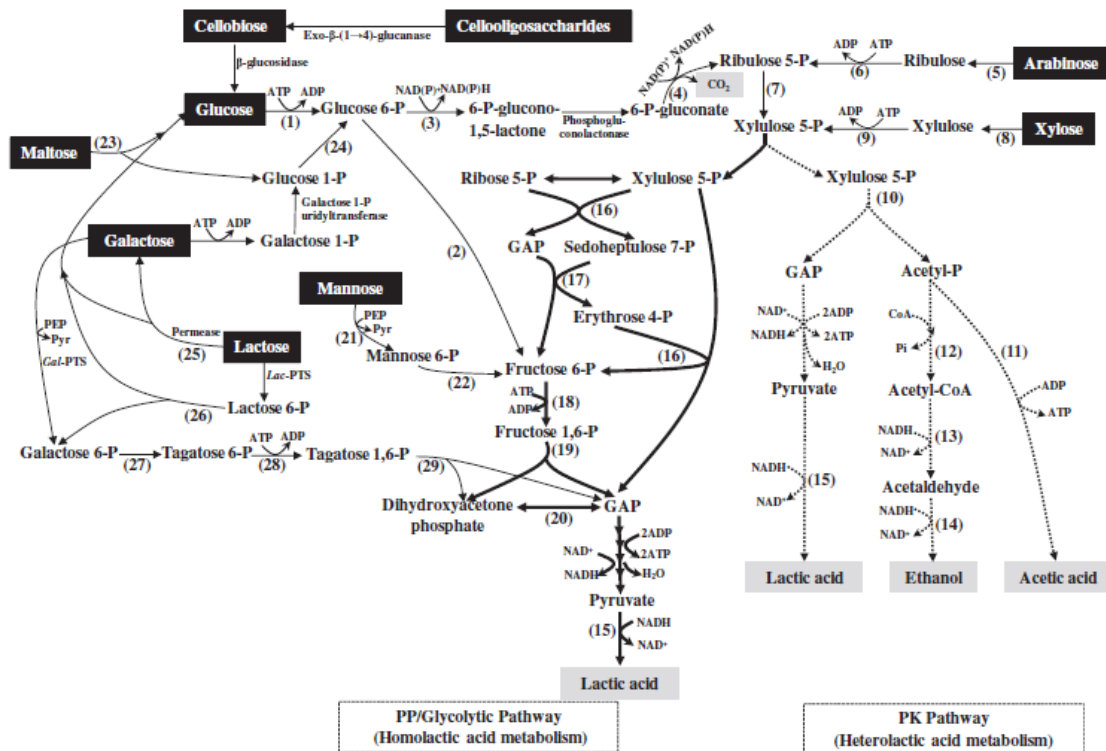 Cellobiose
Exo-β-(1→4)-glucanase
Cellooligosaccharides
β-glucosidase
Glucose
ATP ADP
(1)
Glucose 6-P
NAD(P)⁺ NAD(P)H
(3)
6-P-glucono-
1,5-lactone
Phosphoglu-
conolactonase
6-P-gluconate
NAD(P)⁺ NAD(P)H
(4)
CO₂
Ribulose 5-P
ADP ATP
(6)
Ribulose
(5)
Arabinose
(7)
Xylulose 5-P
ADP ATP
(9)
Xylulose
(8)
Xylose
Maltose
(23)
(24)
Glucose 1-P
Galactose 1-P
uridyltransferase
Galactose
ATP ADP
Galactose 1-P
(2)
Ribose 5-P
Xylulose 5-P
(16)
GAP
Sedoheptulose 7-P
(17)
Erythrose 4-P
(16)
Xylulose 5-P
(10)
GAP
Acetyl-P
NAD⁺
NADH
2ADP
2ATP
H₂O
CoA
Pi
(12)
(11)
Pyruvate
Acetyl-CoA
ADP
ATP
NADH
NAD⁺
(13)
NADH
NAD⁺
(15)
Acetaldehyde
NADH
NAD⁺
(14)
Lactic acid
Ethanol
Acetic acid
Mannose
PEP
Pyr
(21)
Mannose 6-P
(22)
Fructose 6-P
PEP
Pyr
Gal-PTS
Permease
(25)
Lactose
Lac-PTS
(26)
Lactose 6-P
ATP
ADP
(18)
Fructose 1,6-P
(19)
Galactose 6-P
(27)
Tagatose 6-P
ATP ADP
(28)
Tagatose 1,6-P
(29)
Dihydroxyacetone
phosphate
(20)
GAP
NAD⁺
NADH
2ADP
2ATP
H₂O
Pyruvate
(15)
NADH
NAD⁺
Lactic acid
PP/Glycolytic Pathway
(Homolactic acid metabolism)
PK Pathway
(Heterolactic acid metabolism)